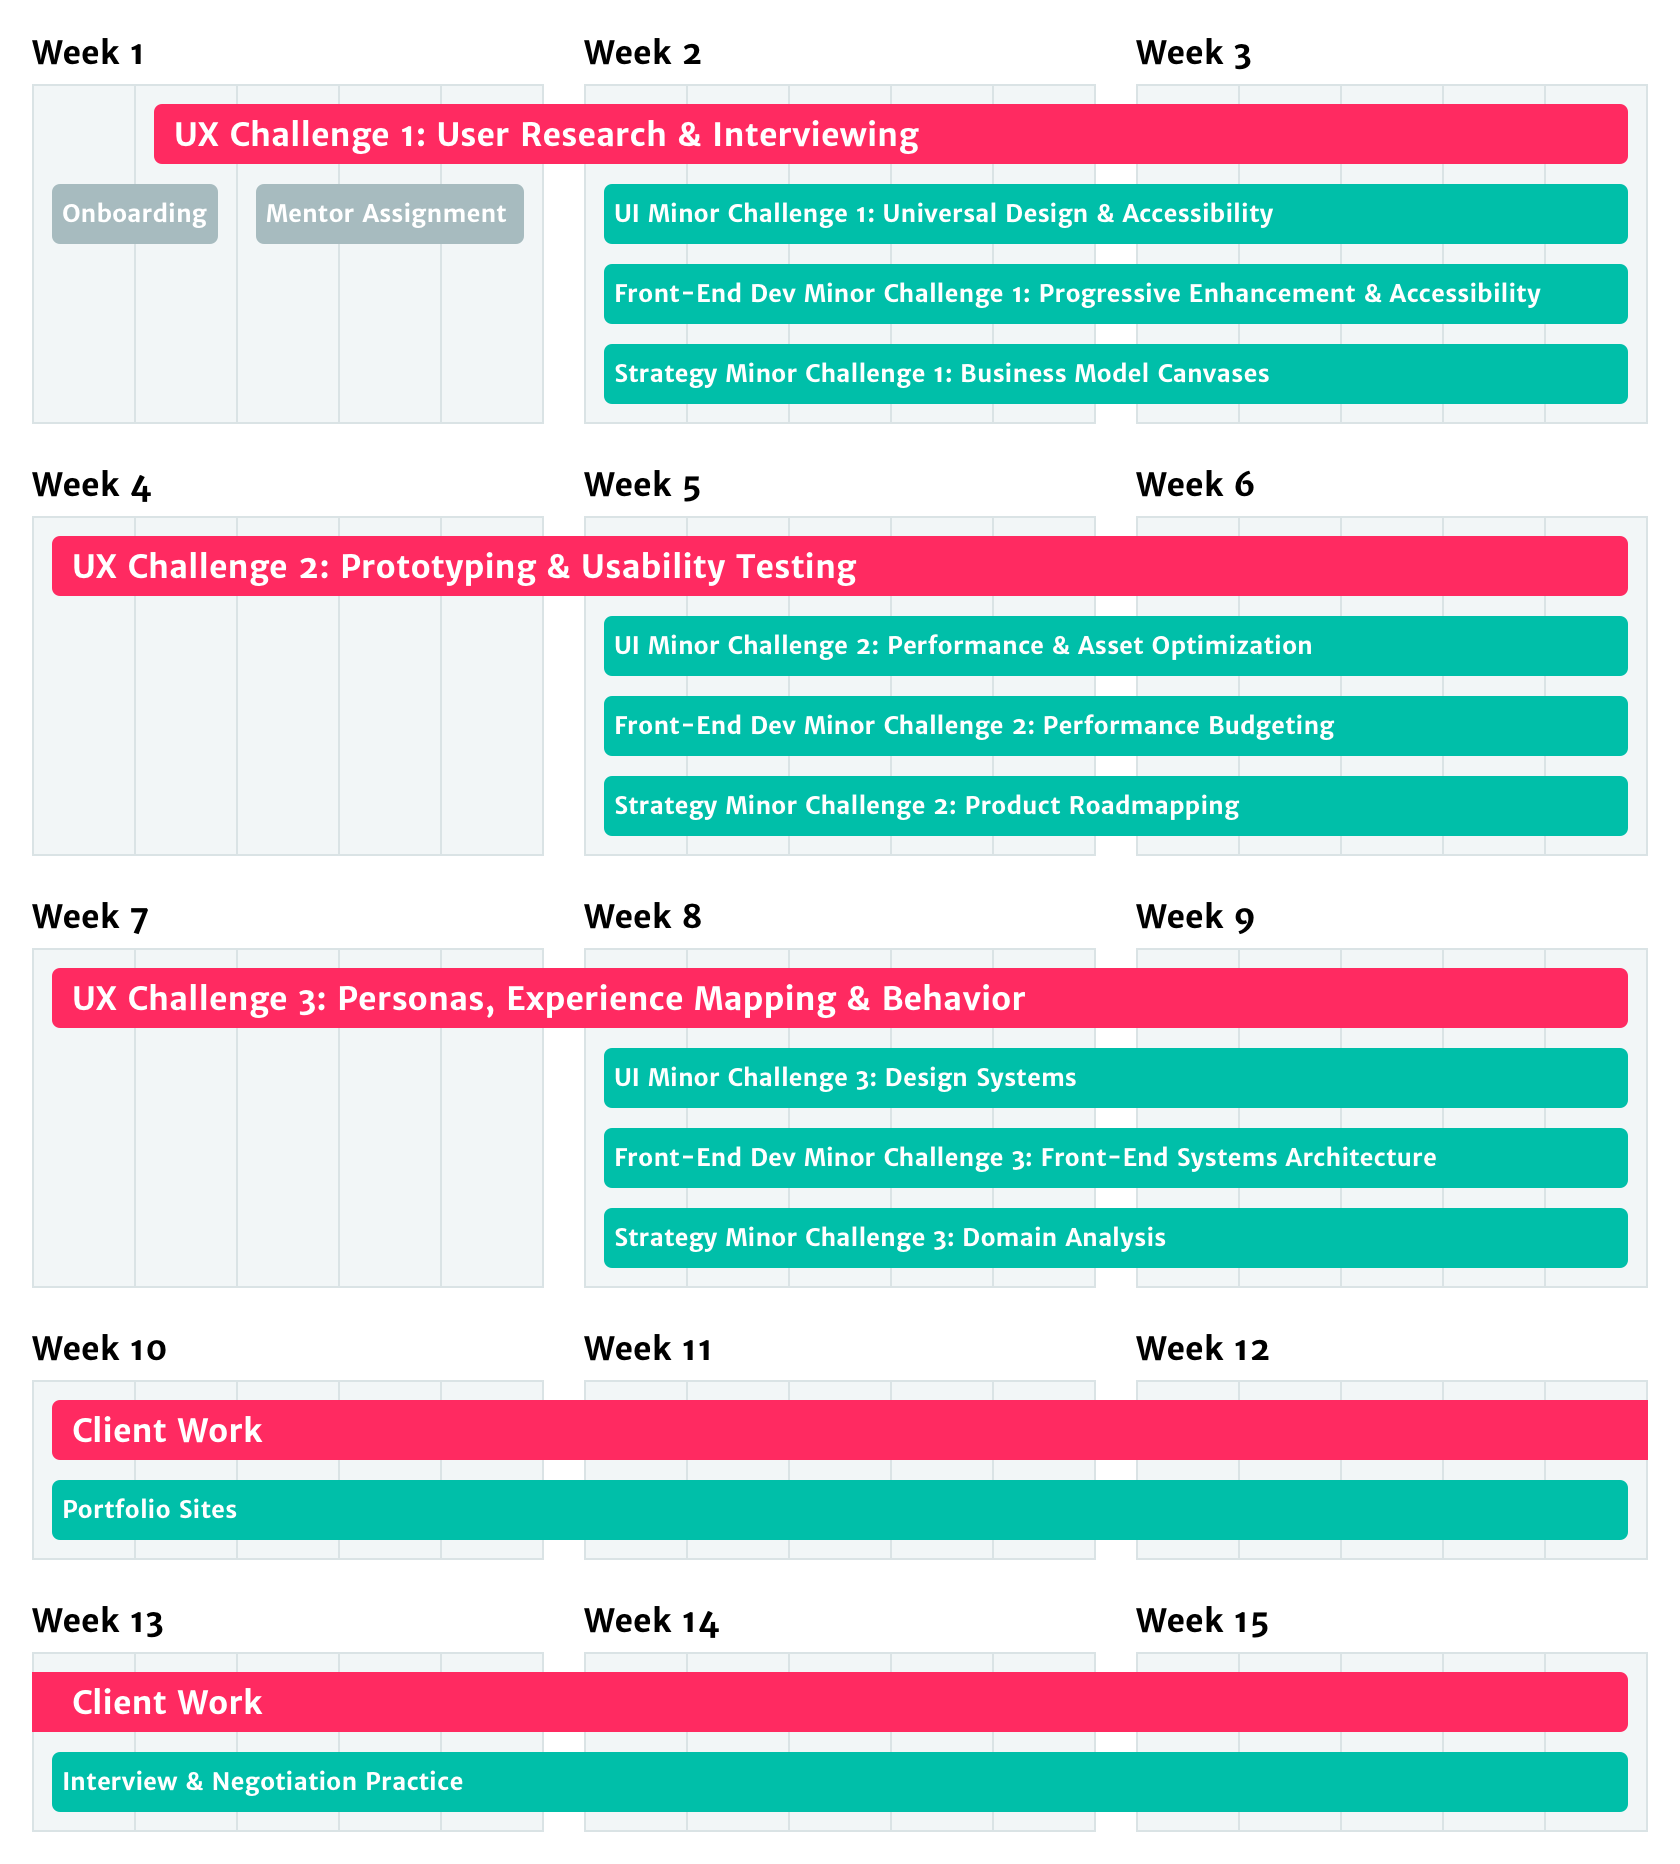 Week 1
Week 2
Week 3
UX Challenge 1: User Research & Interviewing
Onboarding
Mentor Assignment
UI Minor Challenge 1: Universal Design & Accessibility
Front-End Dev Minor Challenge 1: Progressive Enhancement & Accessibility
Strategy Minor Challenge 1: Business Model Canvases
Week 4
Week 5
Week 6
UX Challenge 2: Prototyping & Usability Testing
UI Minor Challenge 2: Performance & Asset Optimization
Front-End Dev Minor Challenge 2: Performance Budgeting
Strategy Minor Challenge 2: Product Roadmapping
Week 7
Week 8
Week 9
UX Challenge 3: Personas, Experience Mapping & Behavior
UI Minor Challenge 3: Design Systems
Front-End Dev Minor Challenge 3: Front-End Systems Architecture
Strategy Minor Challenge 3: Domain Analysis
Week 10
Week 11
Week 12
Client Work
Portfolio Sites
Week 13
Week 14
Week 15
Client Work
Interview & Negotiation Practice